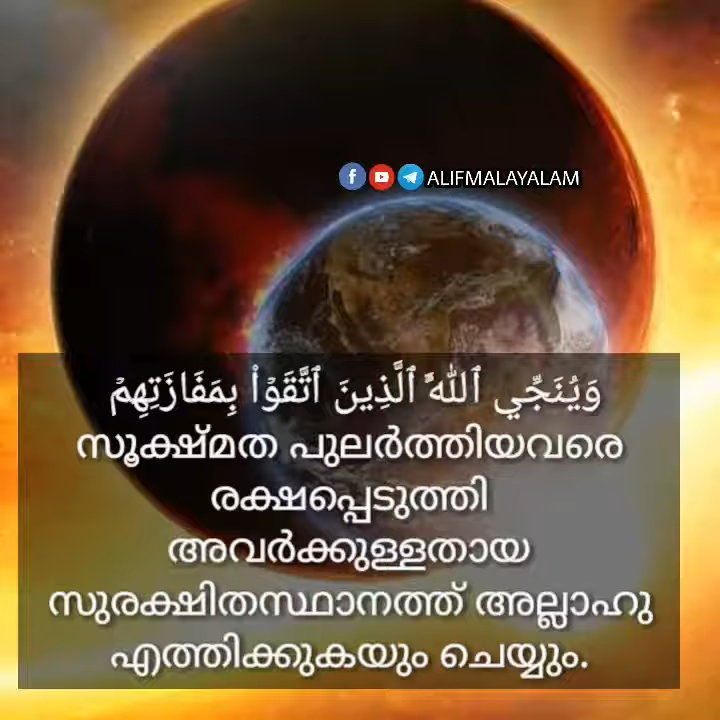 ALIFMALAYALAM
وَيُنَجِّي ٱللَّهُ ٱلَّذِينَ ٱتَّقَوْا۟ بِمَفَازَتِهِمْ
സൂക്ഷ്മത പുലർത്തിയവരെ
രക്ഷപ്പെടുത്തി
അവർക്കുള്ളതായ
സുരക്ഷിതസ്ഥാനത്ത് അല്ലാഹു
എത്തിക്കുകയും ചെയ്യും.